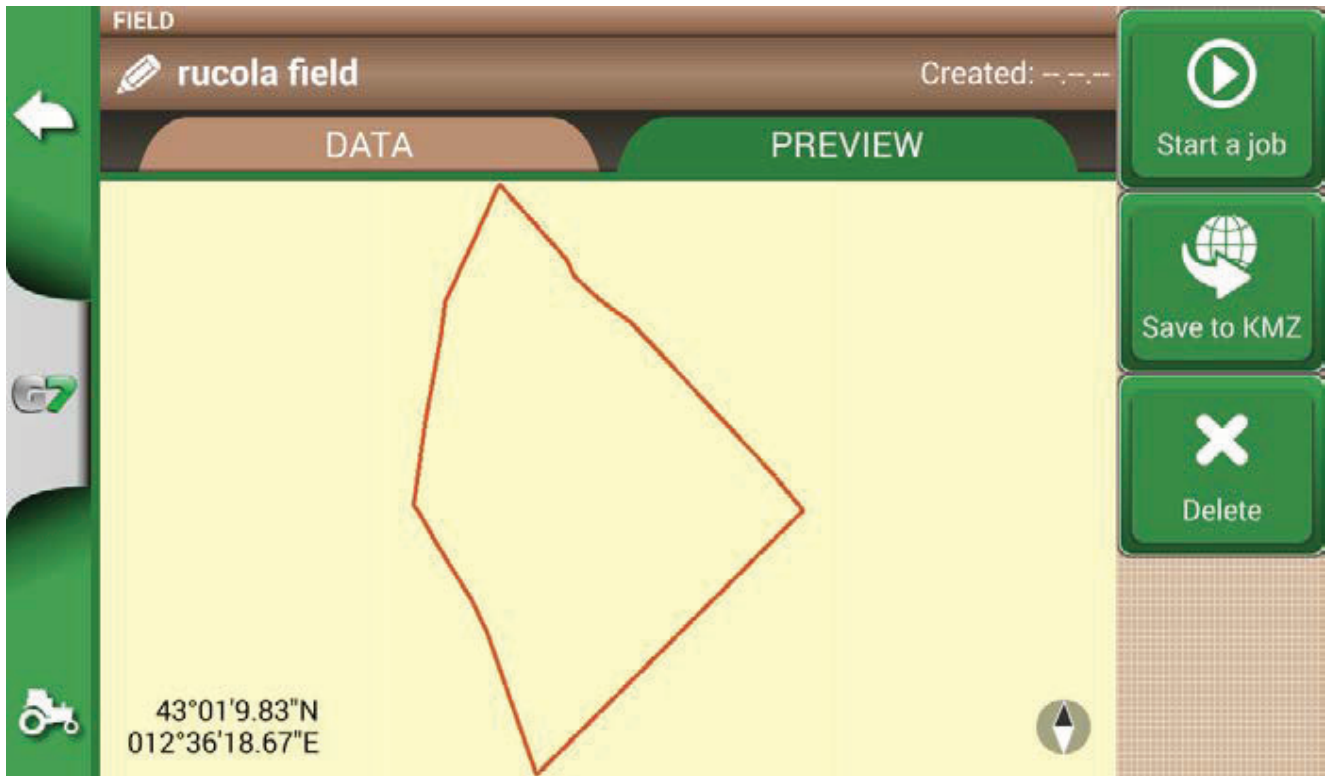 FIELD
rucola field
Created: --.--.--
DATA
PREVIEW
Start a job
Save to KMZ
Delete
G7
43°01'9.83"N
012°36'18.67"E